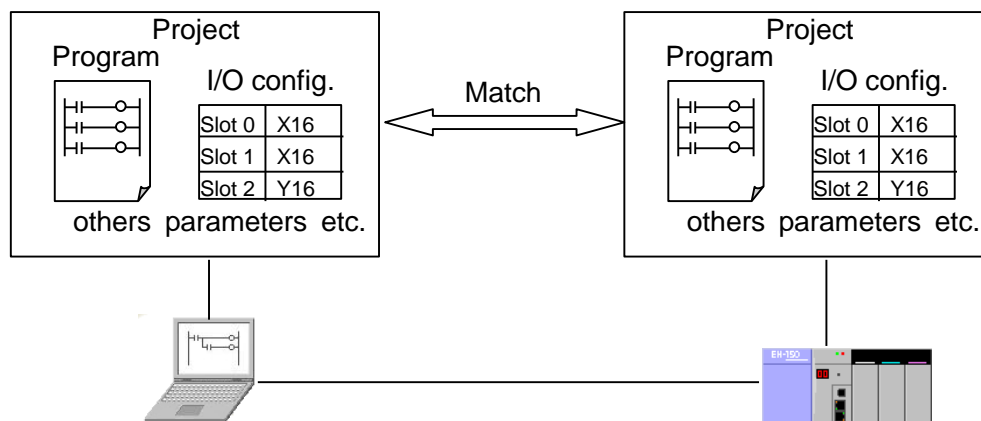 Project
Program
I/O config.
Slot 0 X16
Slot 1 X16
Slot 2 Y16
others parameters etc.
Match
Project
Program
I/O config.
Slot 0 X16
Slot 1 X16
Slot 2 Y16
others parameters etc.
EH-150